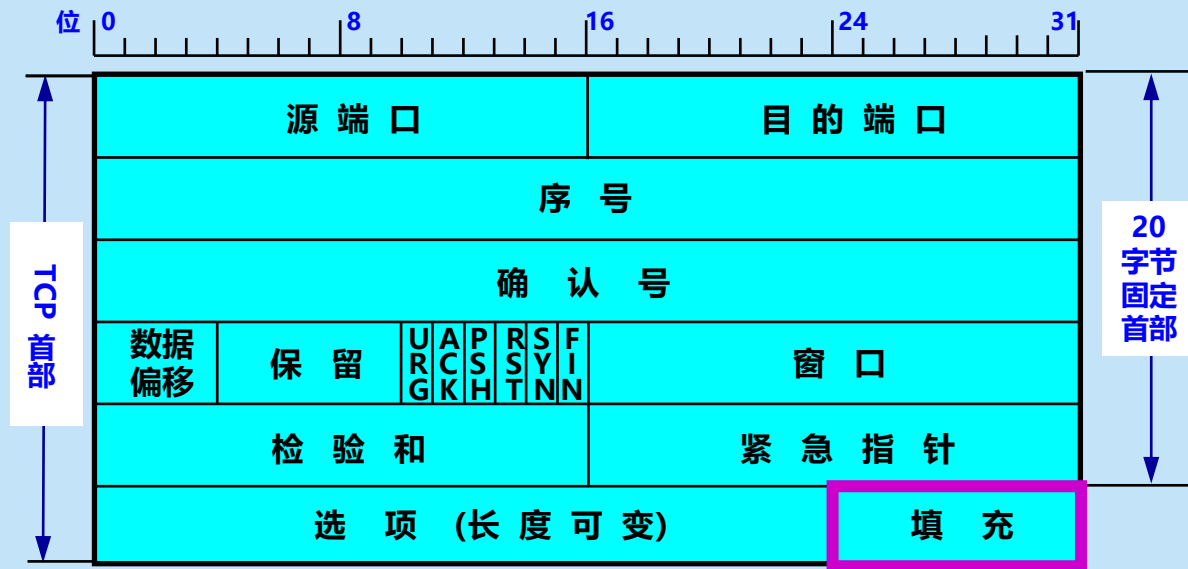 位 0 8 16 24 31
源 端 口 目 的 端 口
序 号
确 认 号
数据
偏移
保 留
URG
ACK
PSH
RST
SYN
FIN
窗 口
检 验 和 紧 急 指 针
选 项 (长 度 可 变) 填 充
TCP 首部
20
字节
固定
首部